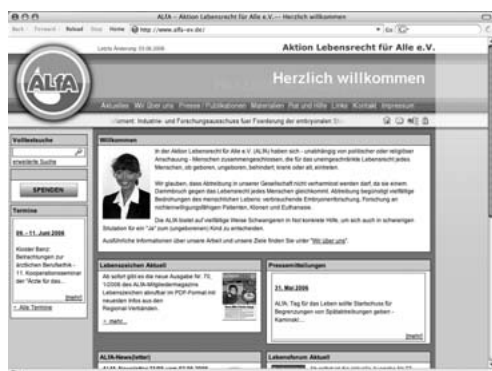 ALfA – Aktion Lebensrecht für Alle e.V. — Herzlich willkommen
Back Forward Reload Stop Home http://www.alfa-ev.de/ Go
Letzte Änderung: 03.06.2006
Aktion Lebensrecht für Alle e.V.
ALfA
Herzlich willkommen
Aktuelles Wir über uns Presse / Publikationen Materialien Rat und Hilfe Links Kontakt Impressum
Industrie- und Forschungsausschuss fuer Foerderung der embryonalen
Volltextsuche
erweiterte Suche
SPENDEN
Termine
09. - 11. Juni 2006
Kloster Banz:
Betrachtungen zur
ärztlichen Berufsethik -
11. Kooperationsseminar
der "Ärzte für das...
[mehr]
+ Alle Termine
Willkommen
In der Aktion Lebensrecht für Alle e.V. (ALfA) haben sich - unabhängig von politischer oder religiöser
Anschauung - Menschen zusammengeschlossen, die für das uneingeschränkte Lebensrecht jedes
Menschen, ob geboren, ungeboren, behindert, krank oder alt, eintreten.
Wir glauben, dass Abtreibung in unserer Gesellschaft nicht verharmlost werden darf, da sie einem
Dammbruch gegen das Lebensrecht jedes Menschen gleichkommt. Abtreibung begünstigt vielfältige
Bedrohungen des menschlichen Lebens: verbrauchende Embryonenforschung, Forschung an
nichteinwilligungsfähigen Patienten, Klonen und Euthanasie.
Die ALfA bietet auf vielfältige Weise Schwangeren in Not konkrete Hilfe, um sich auch in schwierigen
Situation für ein "Ja" zum (ungeborenen) Kind zu entscheiden.
Ausführliche Informationen über unsere Arbeit und unsere Ziele finden Sie unter "Wir über uns".
Lebenszeichen Aktuell
Ab sofort gibt es die neue Ausgabe Nr. 70,
1/2006 des ALfA-Mitgliedermagazins
Lebenszeichen abrufbar im PDF-Format mit
neuesten Infos aus den
Regional-Verbänden.
+ mehr...
Pressemitteilungen
31. Mai 2006
ALfA: Tag für das Leben sollte Startschuss für
Begrenzungen von Spätabtreibungen geben -
Kaminski...
[mehr]
ALfA-News(letter)
Lebensforum Aktuell